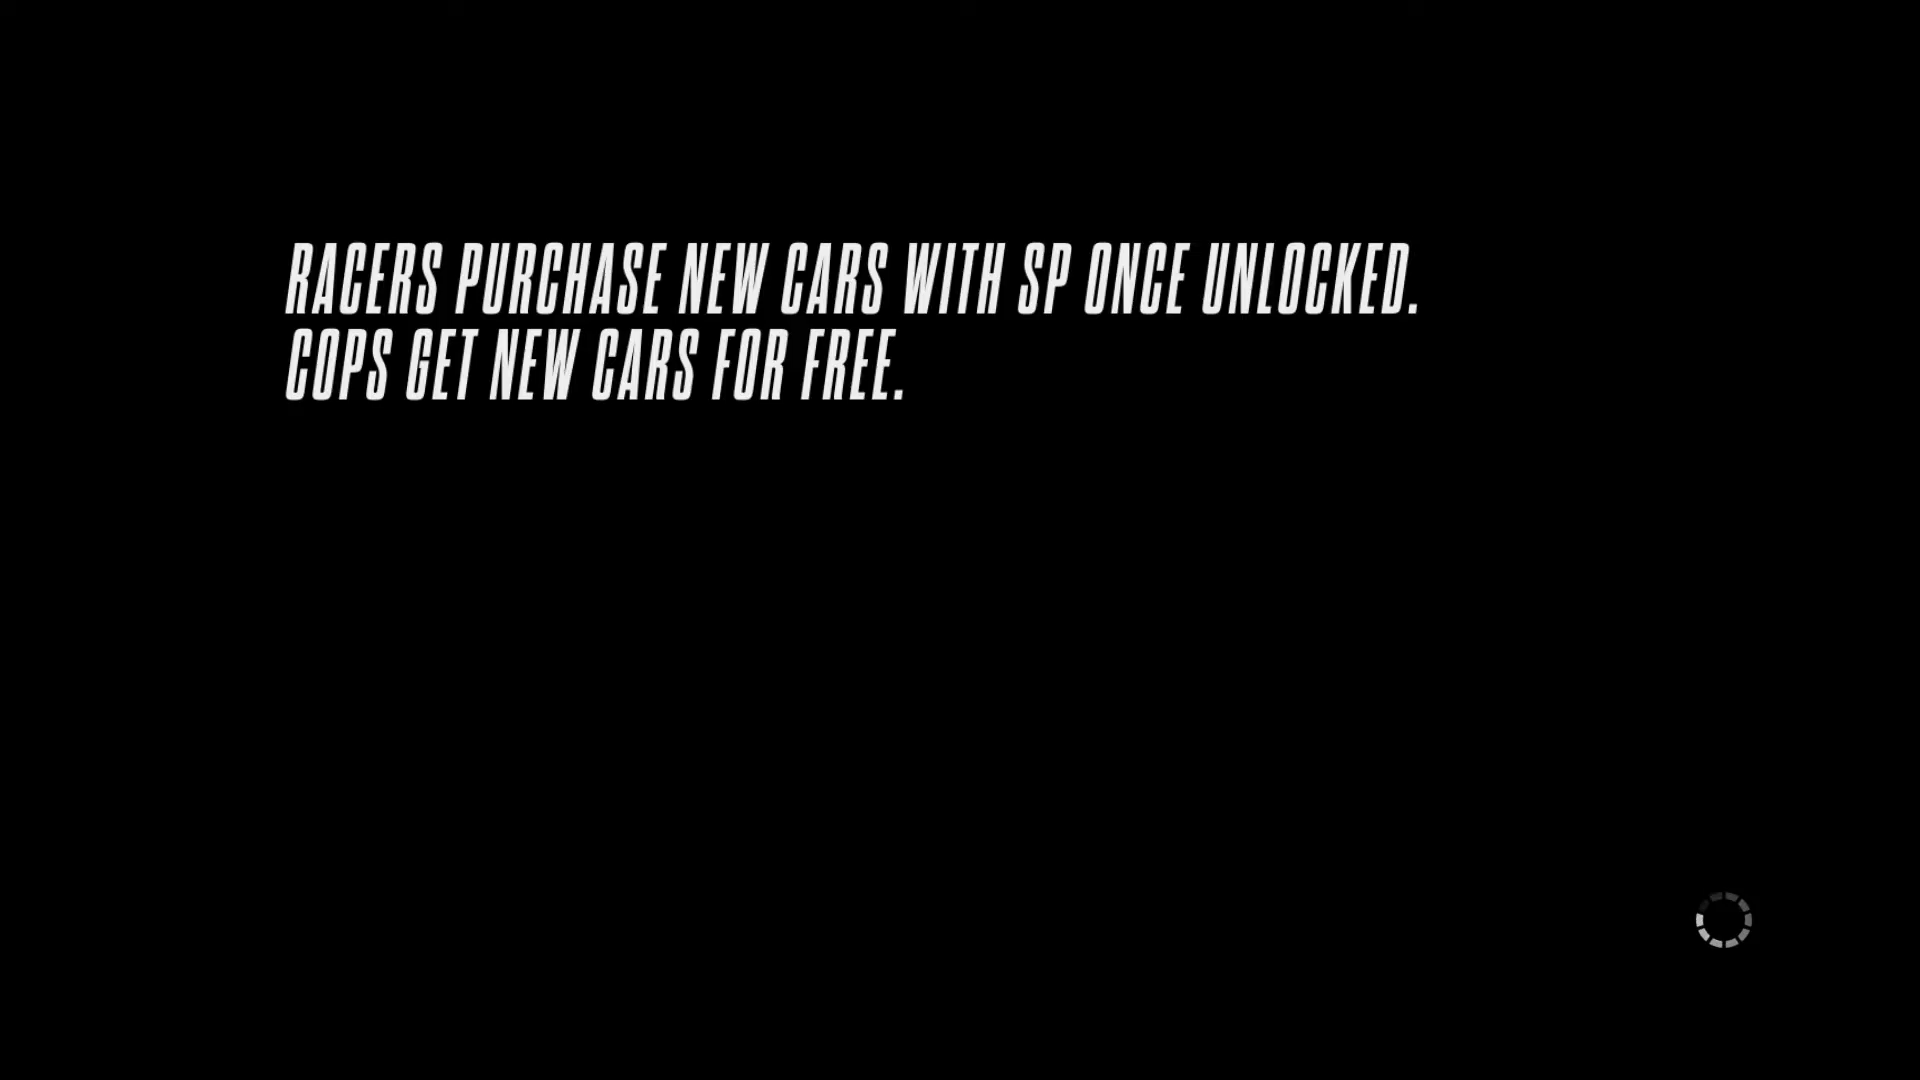 RACERS PURCHASE NEW CARS WITH SP ONCE UNLOCKED.
COPS GET NEW CARS FOR FREE.